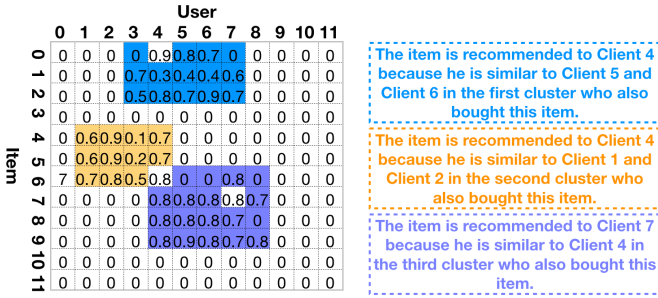 User
0 1 2 3 4 5 6 7 8 9 10 11
Item
0 0 0 0 0 0.9 0.8 0.7 0 0 0 0 0
1 0 0 0 0.7 0.3 0.4 0.4 0.6 0 0 0 0
2 0 0 0 0.5 0.8 0.7 0.9 0.7 0 0 0 0
3 0 0 0 0 0 0 0 0 0 0 0 0
4 0 0.6 0.9 0.1 0.7 0 0 0 0 0 0 0
5 0 0.6 0.9 0.2 0.7 0 0 0 0 0 0 0
6 7 0.7 0.8 0.5 0.8 0 0 0.8 0 0 0 0
7 0 0 0 0 0.8 0.8 0.8 0.8 0.7 0 0 0
8 0 0 0 0 0.8 0.8 0.8 0.7 0 0 0 0
9 0 0 0 0 0.8 0.9 0.8 0.7 0.8 0 0 0
10 0 0 0 0 0 0 0 0 0 0 0 0
11 0 0 0 0 0 0 0 0 0 0 0 0
The item is recommended to Client 4
because he is similar to Client 5 and
Client 6 in the first cluster who also
bought this item.
The item is recommended to Client 4
because he is similar to Client 1 and
Client 2 in the second cluster who
also bought this item.
The item is recommended to Client 7
because he is similar to Client 4 in
the third cluster who also bought this
item.